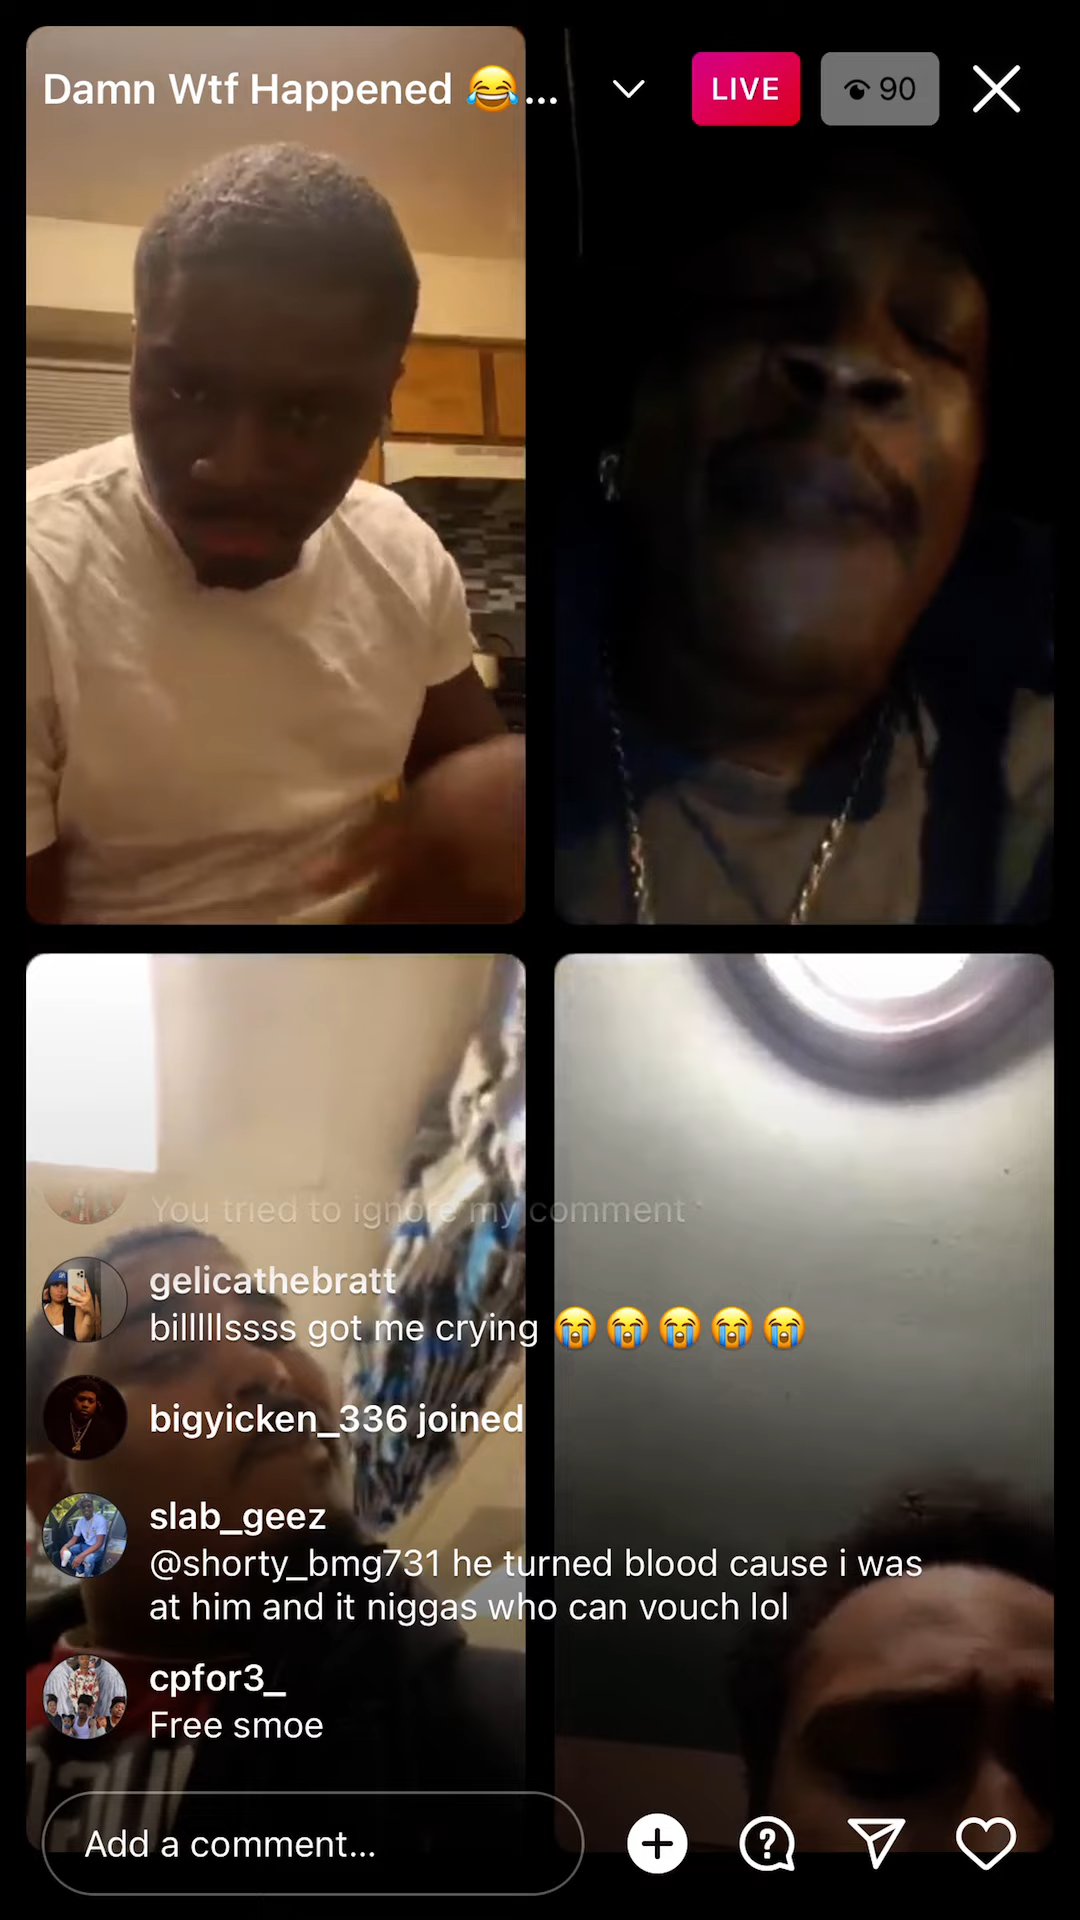 Damn Wtf Happened 😂...
LIVE
90
You tried to ignore my comment
gelicathebratt
billlllssss got me crying 😭😭😭😭😭
bigyicken_336 joined
slab_geez
@shorty_bmg731 he turned blood cause i was
at him and it niggas who can vouch lol
cpfor3_
Free smoe
Add a comment...